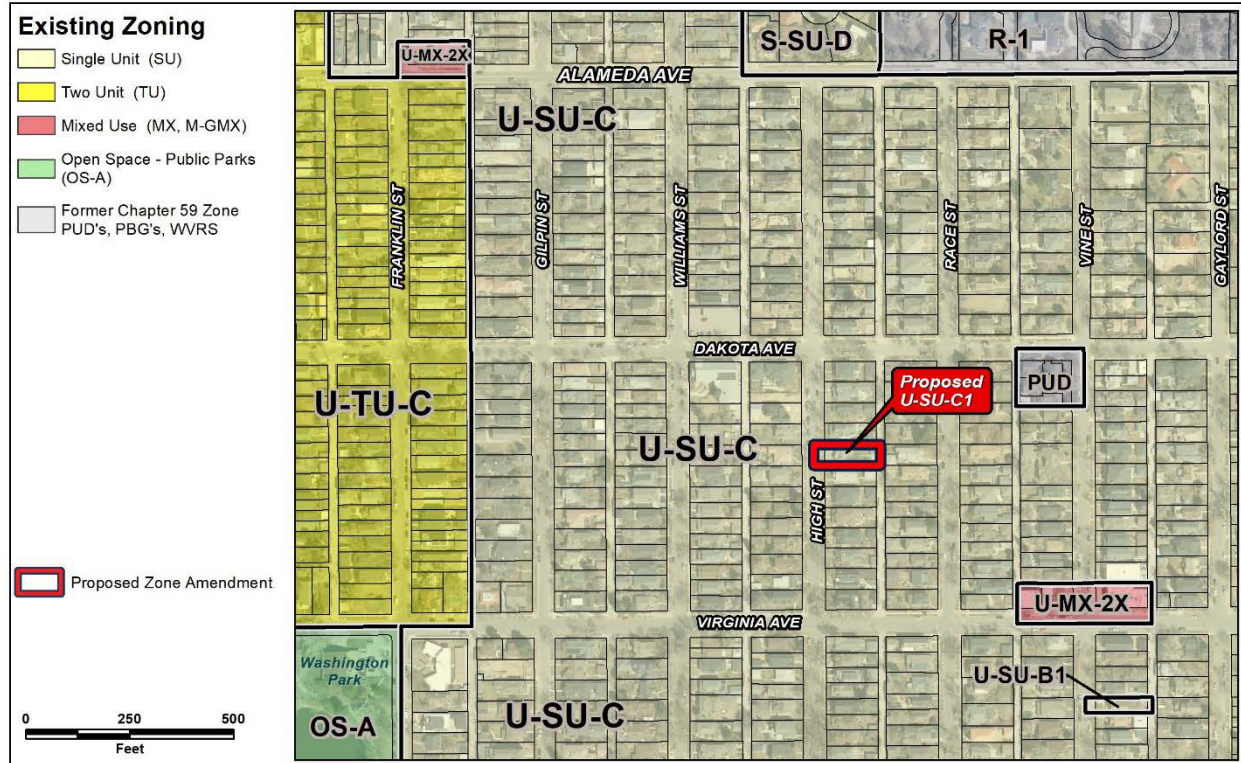 Existing Zoning
Single Unit (SU)
Two Unit (TU)
Mixed Use (MX, M-GMX)
Open Space - Public Parks
(OS-A)
Former Chapter 59 Zone
PUD's, PBG's, WVRS
Proposed Zone Amendment
0 250 500
Feet
U-MX-2X
S-SU-D
R-1
ALAMEDA AVE
U-SU-C
FRANKLIN ST
GILPIN ST
WILLIAMS ST
RACE ST
VINE ST
GAYLORD ST
DAKOTA AVE
U-TU-C
Proposed
U-SU-C1
PUD
U-SU-C
HIGH ST
U-MX-2X
VIRGINIA AVE
Washington
Park
U-SU-B1
OS-A
U-SU-C